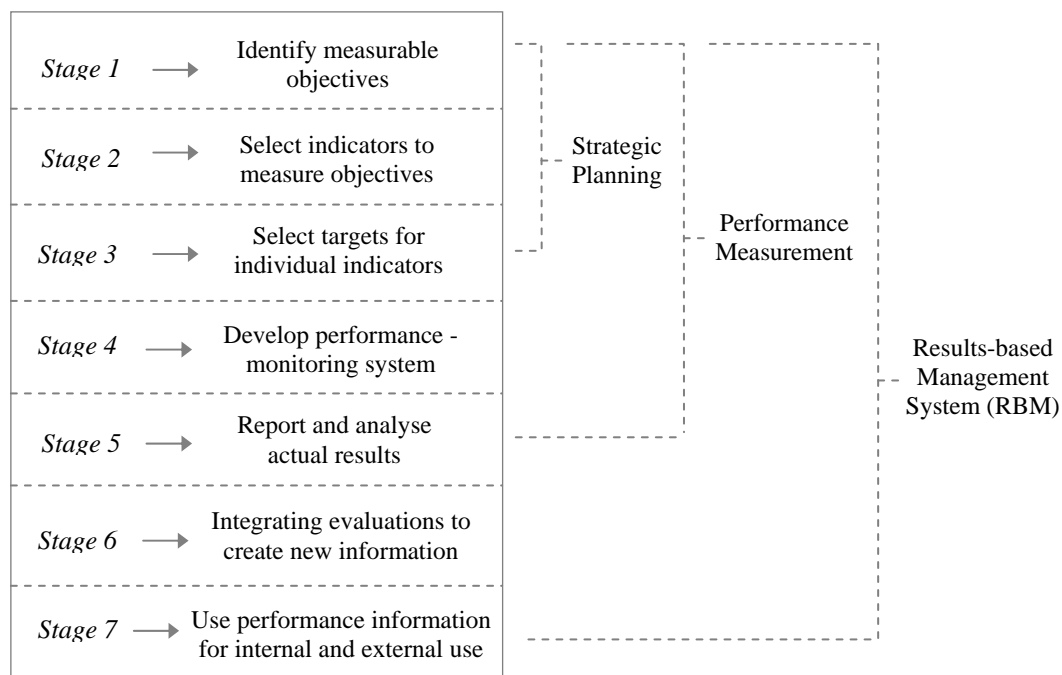 Stage 1
Identify measurable
objectives
Stage 2
Select indicators to
measure objectives
Stage 3
Select targets for
individual indicators
Stage 4
Develop performance -
monitoring system
Stage 5
Report and analyse
actual results
Stage 6
Integrating evaluations to
create new information
Stage 7
Use performance information
for internal and external use
Strategic
Planning
Performance
Measurement
Results-based
Management
System (RBM)